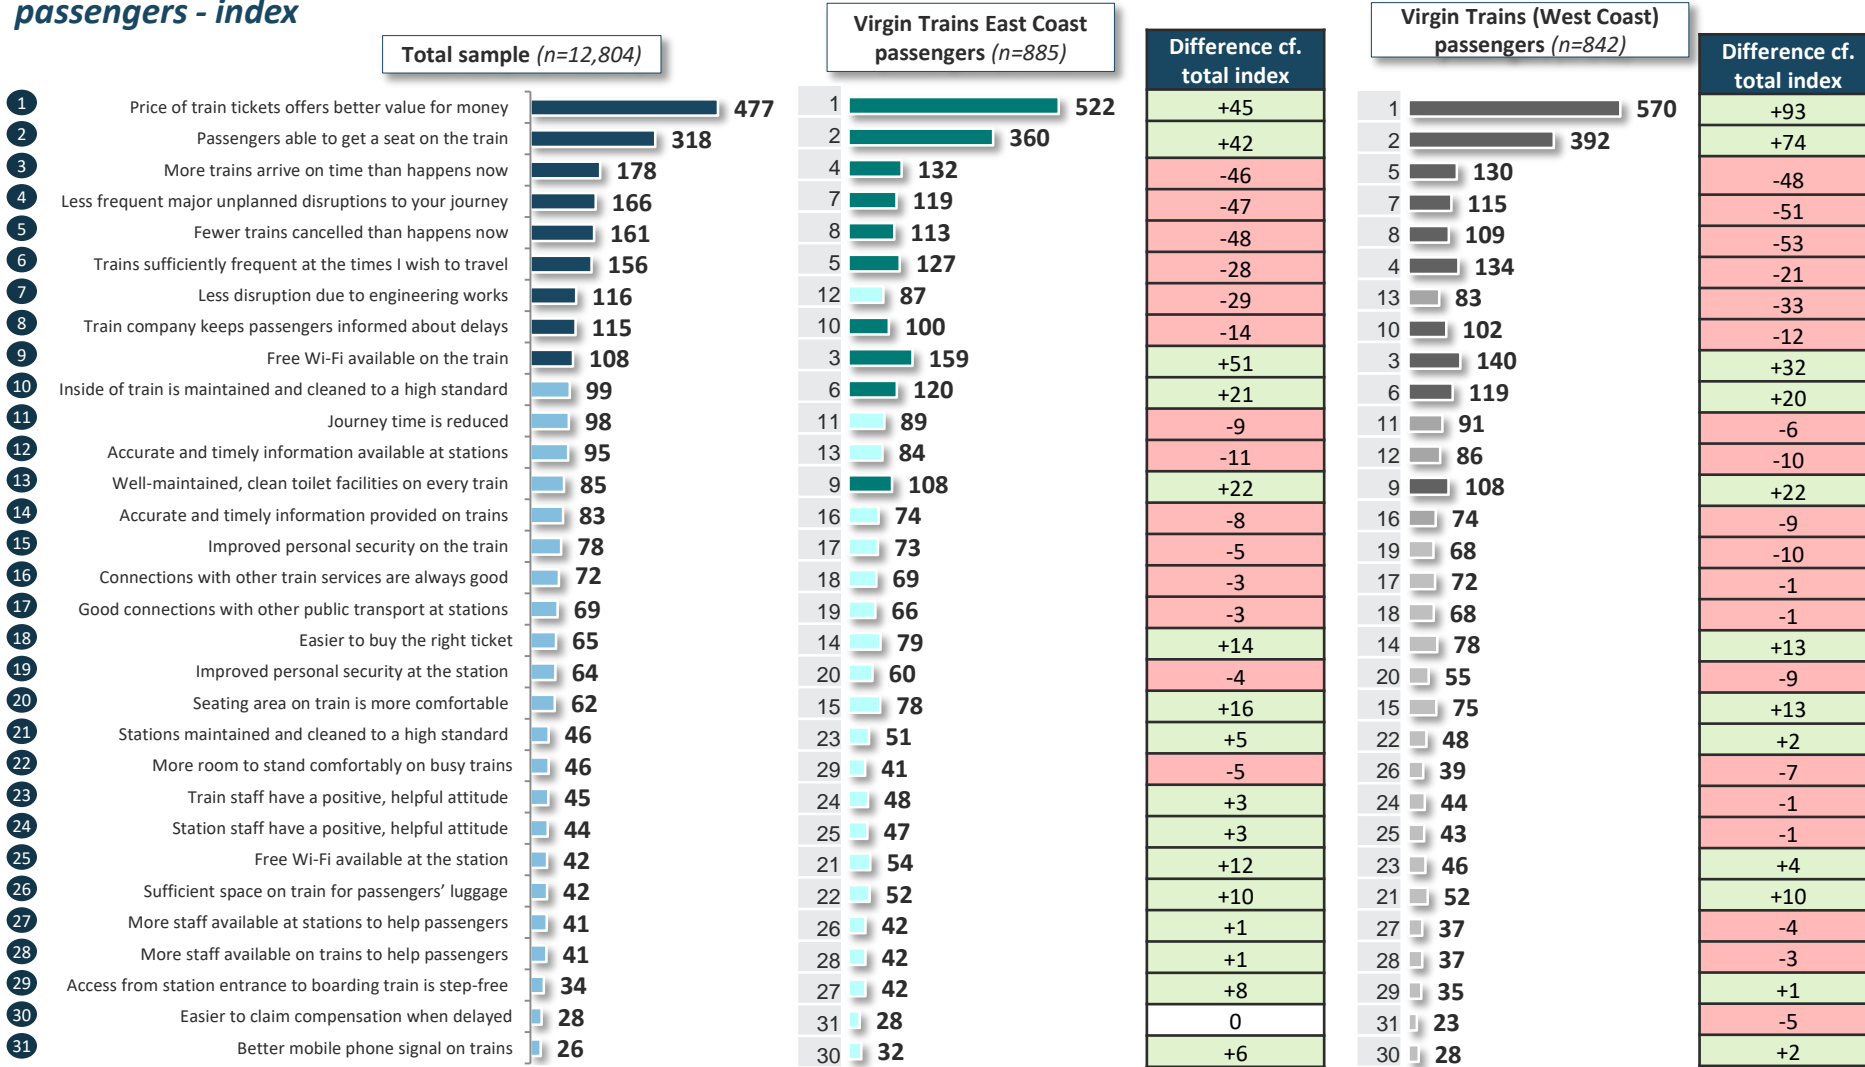 passengers - index
Total sample (n=12,804)
Virgin Trains East Coast
passengers (n=885)
Difference cf.
total index
Virgin Trains (West Coast)
passengers (n=842)
Difference cf.
total index
1 Price of train tickets offers better value for money 477 1 522 +45 1 570 +93
2 Passengers able to get a seat on the train 318 2 360 +42 2 392 +74
3 More trains arrive on time than happens now 178 4 132 -46 5 130 -48
4 Less frequent major unplanned disruptions to your journey 166 7 119 -47 7 115 -51
5 Fewer trains cancelled than happens now 161 8 113 -48 8 109 -53
6 Trains sufficiently frequent at the times I wish to travel 156 5 127 -28 4 134 -21
7 Less disruption due to engineering works 116 12 87 -29 13 83 -33
8 Train company keeps passengers informed about delays 115 10 100 -14 10 102 -12
9 Free Wi-Fi available on the train 108 3 159 +51 3 140 +32
10 Inside of train is maintained and cleaned to a high standard 99 6 120 +21 6 119 +20
11 Journey time is reduced 98 11 89 -9 11 91 -6
12 Accurate and timely information available at stations 95 13 84 -11 12 86 -10
13 Well-maintained, clean toilet facilities on every train 85 9 108 +22 9 108 +22
14 Accurate and timely information provided on trains 83 16 74 -8 16 74 -9
15 Improved personal security on the train 78 17 73 -5 19 68 -10
16 Connections with other train services are always good 72 18 69 -3 17 72 -1
17 Good connections with other public transport at stations 69 19 66 -3 18 68 -1
18 Easier to buy the right ticket 65 14 79 +14 14 78 +13
19 Improved personal security at the station 64 20 60 -4 20 55 -9
20 Seating area on train is more comfortable 62 15 78 +16 15 75 +13
21 Stations maintained and cleaned to a high standard 46 23 51 +5 22 48 +2
22 More room to stand comfortably on busy trains 46 29 41 -5 26 39 -7
23 Train staff have a positive, helpful attitude 45 24 48 +3 24 44 -1
24 Station staff have a positive, helpful attitude 44 25 47 +3 25 43 -1
25 Free Wi-Fi available at the station 42 21 54 +12 23 46 +4
26 Sufficient space on train for passengers’ luggage 42 22 52 +10 21 52 +10
27 More staff available at stations to help passengers 41 26 42 +1 27 37 -4
28 More staff available on trains to help passengers 41 28 42 +1 28 37 -3
29 Access from station entrance to boarding train is step-free 34 27 42 +8 29 35 +1
30 Easier to claim compensation when delayed 28 31 28 0 31 23 -5
31 Better mobile phone signal on trains 26 30 32 +6 30 28 +2